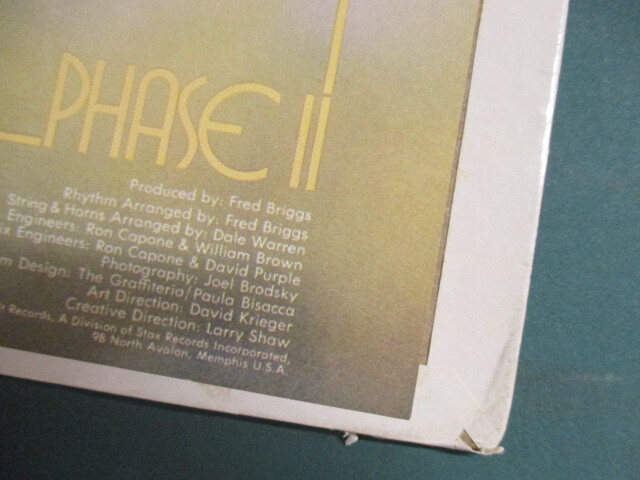 PHASE II
Produced by: Fred Briggs
Rhythm Arranged by: Fred Briggs
String & Horns Arranged by: Dale Warren
Engineers: Ron Capone & William Brown
ix Engineers: Ron Capone & David Purple
Photography: Joel Brodsky
m Design: The Graffiteria/Paula Bisacca
Art Direction: David Krieger
Creative Direction: Larry Shaw
lt Records, A Division of Stax Records Incorporated,
98 North Avalon, Memphis U.S.A.